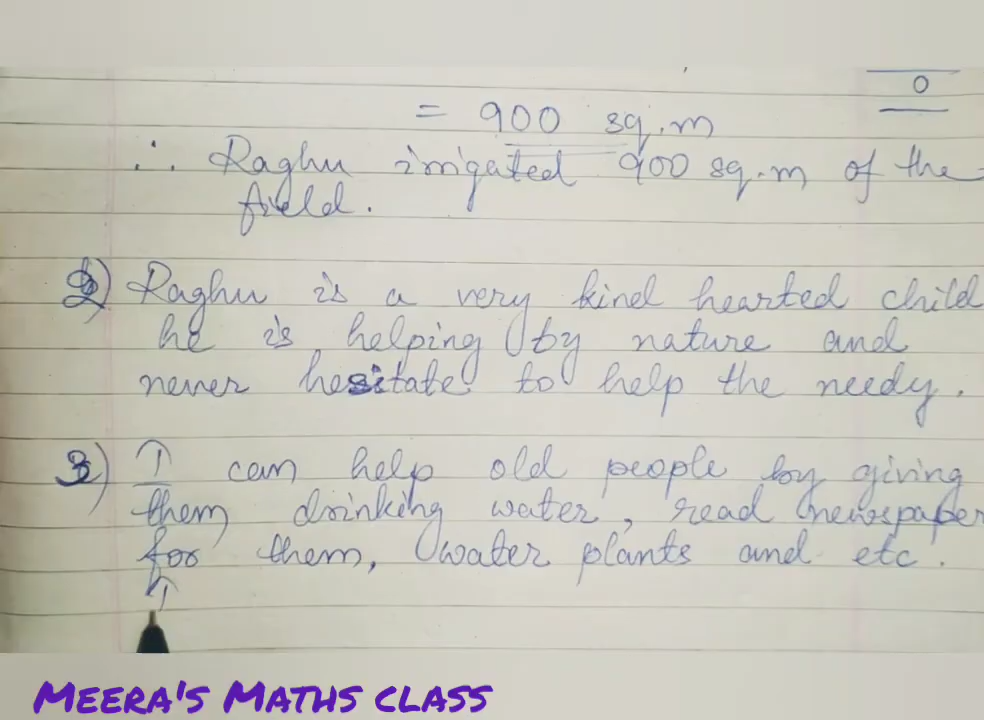 0
= 900 sq.m
∴ Raghu irrigated 900 sq.m of the
field.
2) Raghu is a very kind hearted child
he is helping by nature and
never hesitate to help the needy.
3) I can help old people by giving
them drinking water, read newspaper
for them, water plants and etc.
I
MEERA'S MATHS CLASS